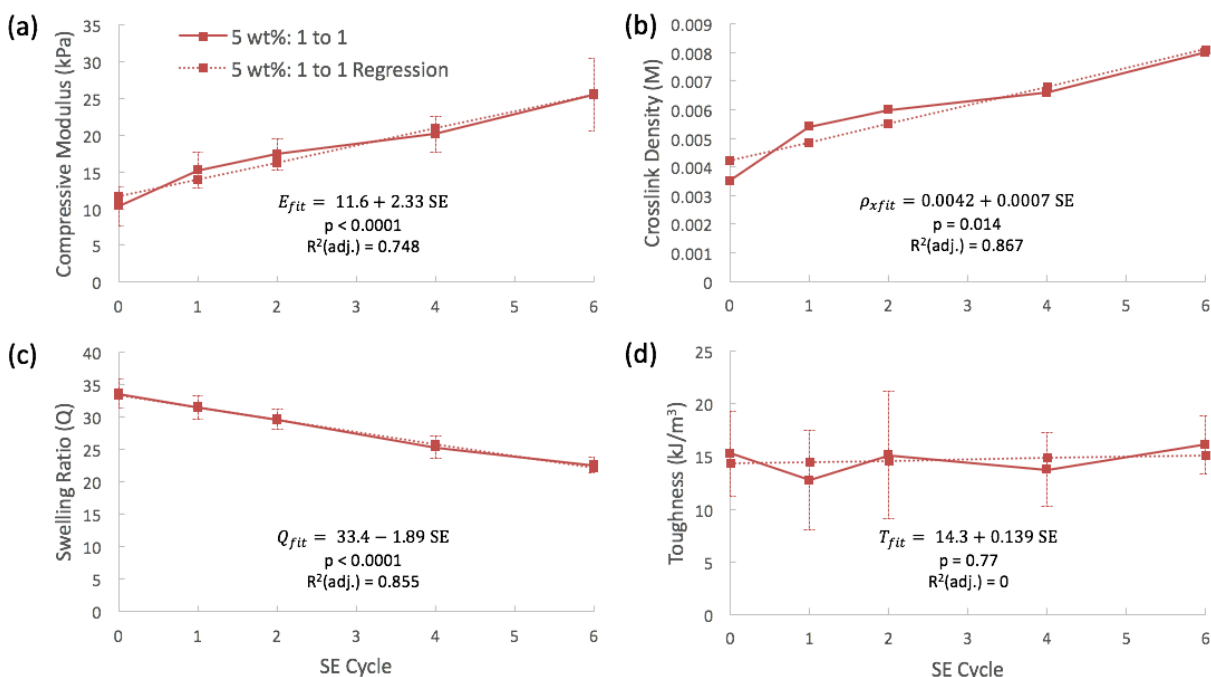 (a)
5 wt%: 1 to 1
5 wt%: 1 to 1 Regression
Compressive Modulus (kPa)
35
30
25
20
15
10
5
0
E_fit = 11.6 + 2.33 SE
p < 0.0001
R²(adj.) = 0.748
0 1 2 3 4 5 6
(b)
Crosslink Density (M)
0.009
0.008
0.007
0.006
0.005
0.004
0.003
0.002
0.001
0
ρ_xfit = 0.0042 + 0.0007 SE
p = 0.014
R²(adj.) = 0.867
0 1 2 3 4 5 6
(c)
Swelling Ratio (Q)
40
35
30
25
20
15
10
5
0
Q_fit = 33.4 − 1.89 SE
p < 0.0001
R²(adj.) = 0.855
0 1 2 3 4 5 6
SE Cycle
(d)
Toughness (kJ/m³)
25
20
15
10
5
0
T_fit = 14.3 + 0.139 SE
p = 0.77
R²(adj.) = 0
0 1 2 3 4 5 6
SE Cycle